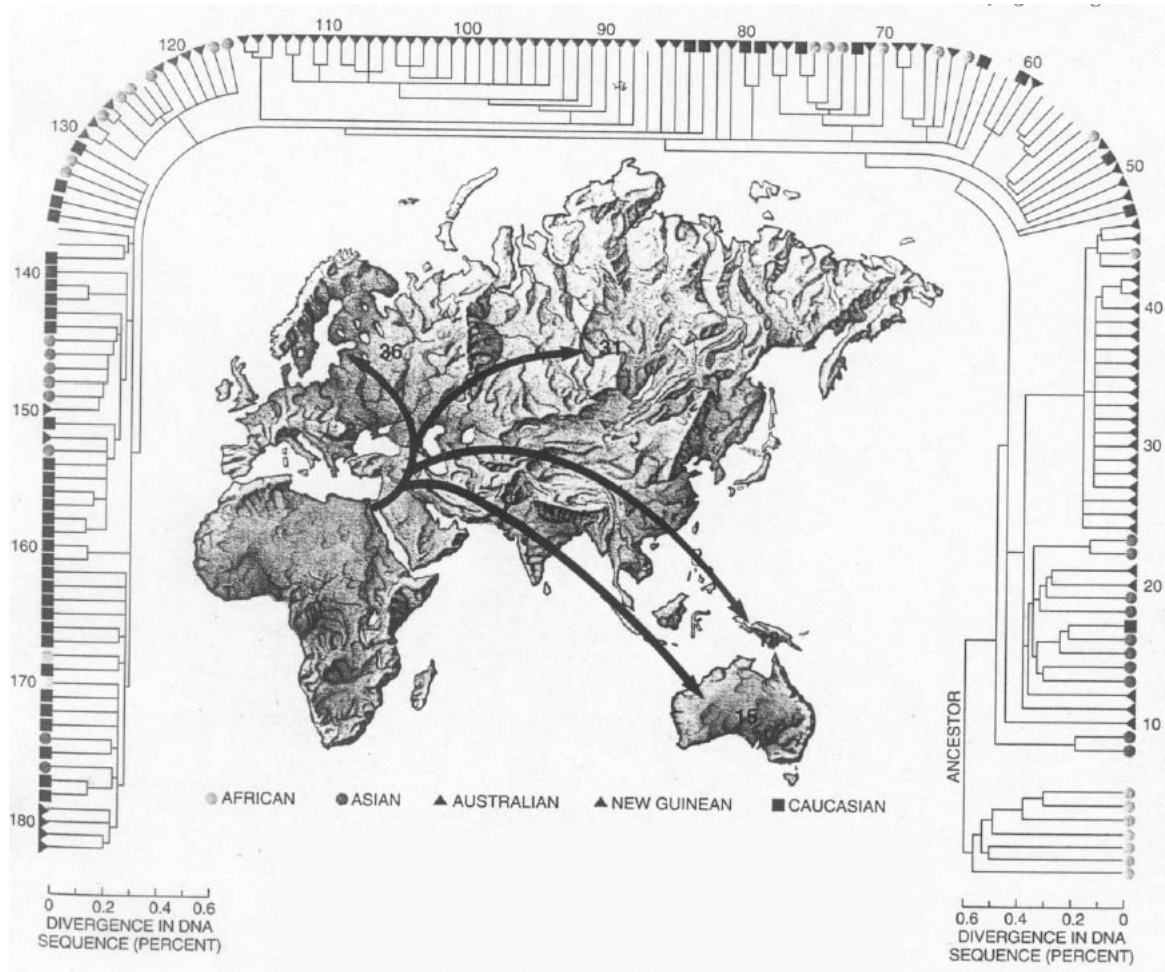 110
100
90
80
70
120
60
130
50
140
40
36
31
150
30
160
20
170
15
10
ANCESTOR
AFRICAN
ASIAN
AUSTRALIAN
NEW GUINEAN
CAUCASIAN
180
0 0.2 0.4 0.6
DIVERGENCE IN DNA
SEQUENCE (PERCENT)
0.6 0.4 0.2 0
DIVERGENCE IN DNA
SEQUENCE (PERCENT)